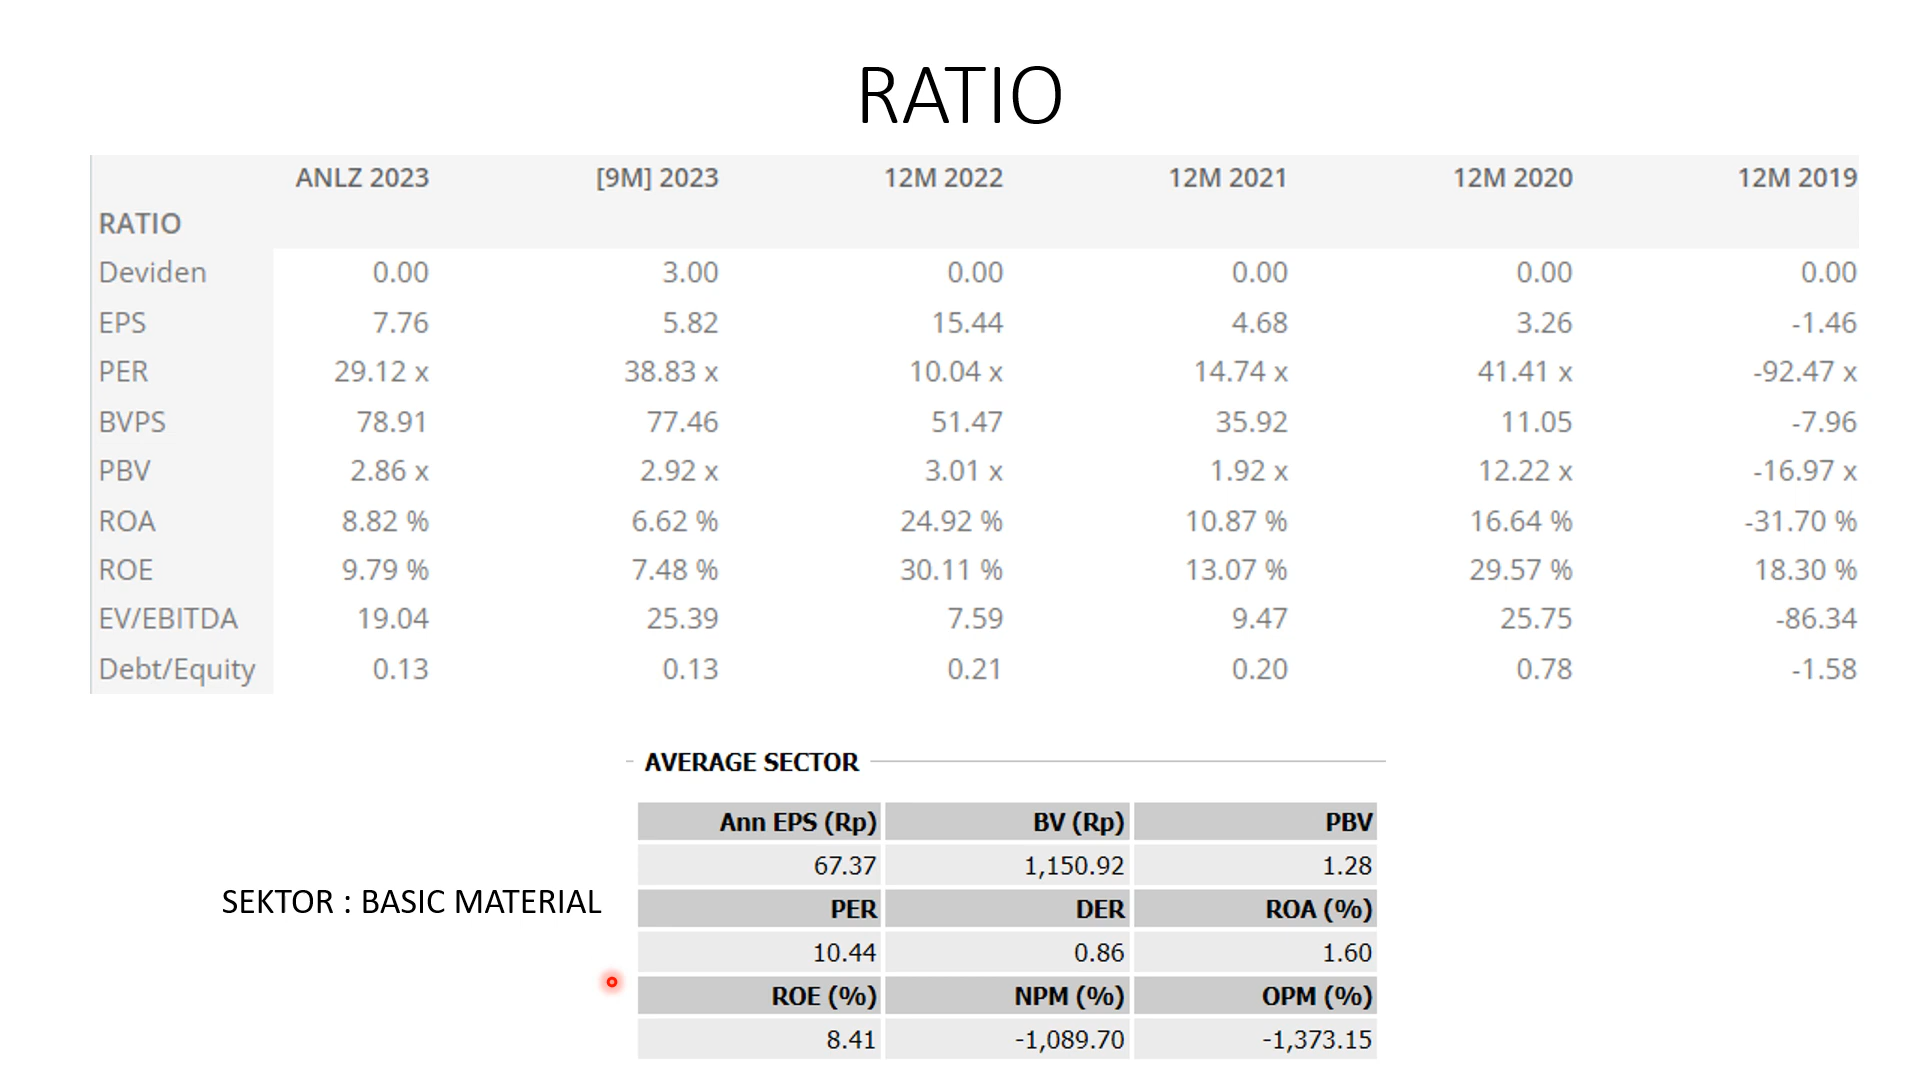 RATIO
ANLZ 2023 [9M] 2023 12M 2022 12M 2021 12M 2020 12M 2019
RATIO
Deviden 0.00 3.00 0.00 0.00 0.00 0.00
EPS 7.76 5.82 15.44 4.68 3.26 -1.46
PER 29.12 x 38.83 x 10.04 x 14.74 x 41.41 x -92.47 x
BVPS 78.91 77.46 51.47 35.92 11.05 -7.96
PBV 2.86 x 2.92 x 3.01 x 1.92 x 12.22 x -16.97 x
ROA 8.82 % 6.62 % 24.92 % 10.87 % 16.64 % -31.70 %
ROE 9.79 % 7.48 % 30.11 % 13.07 % 29.57 % 18.30 %
EV/EBITDA 19.04 25.39 7.59 9.47 25.75 -86.34
Debt/Equity 0.13 0.13 0.21 0.20 0.78 -1.58
AVERAGE SECTOR
Ann EPS (Rp) BV (Rp) PBV
67.37 1,150.92 1.28
SEKTOR : BASIC MATERIAL
PER DER ROA (%)
10.44 0.86 1.60
ROE (%) NPM (%) OPM (%)
8.41 -1,089.70 -1,373.15